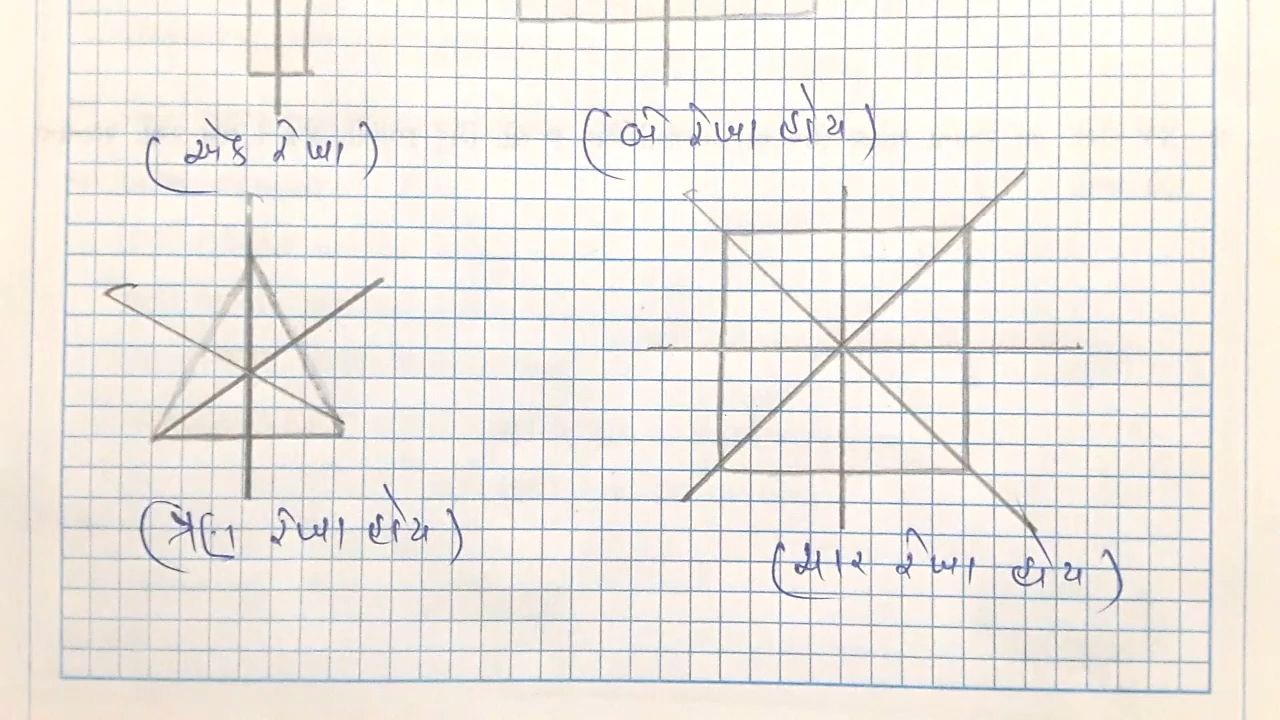 (એક રેખા)
(બે રેખા હોય)
(ત્રણ રેખા હોય)
(ચાર રેખા હોય)